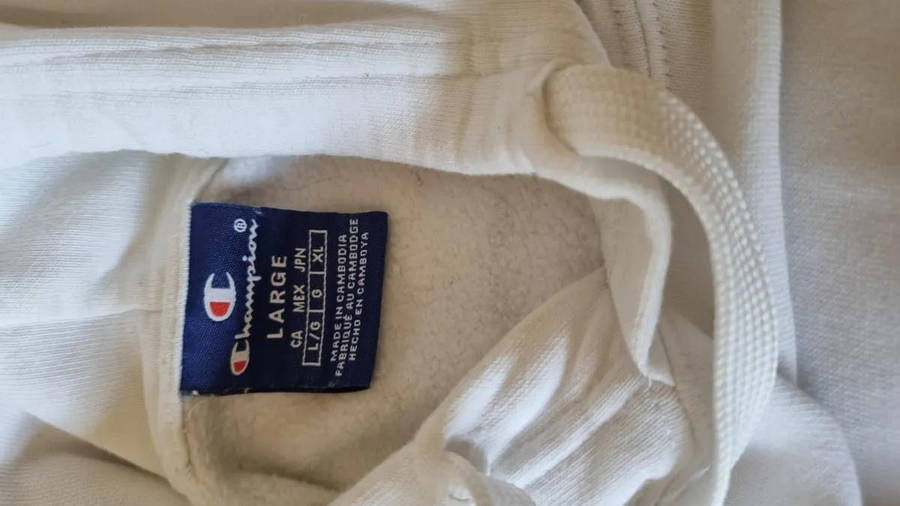 Champion®
LARGE
CA MEX JPN
L/G G XL
MADE IN CAMBODIA
FABRIQUÉ AU CAMBODGE
HECHO EN CAMBOYA